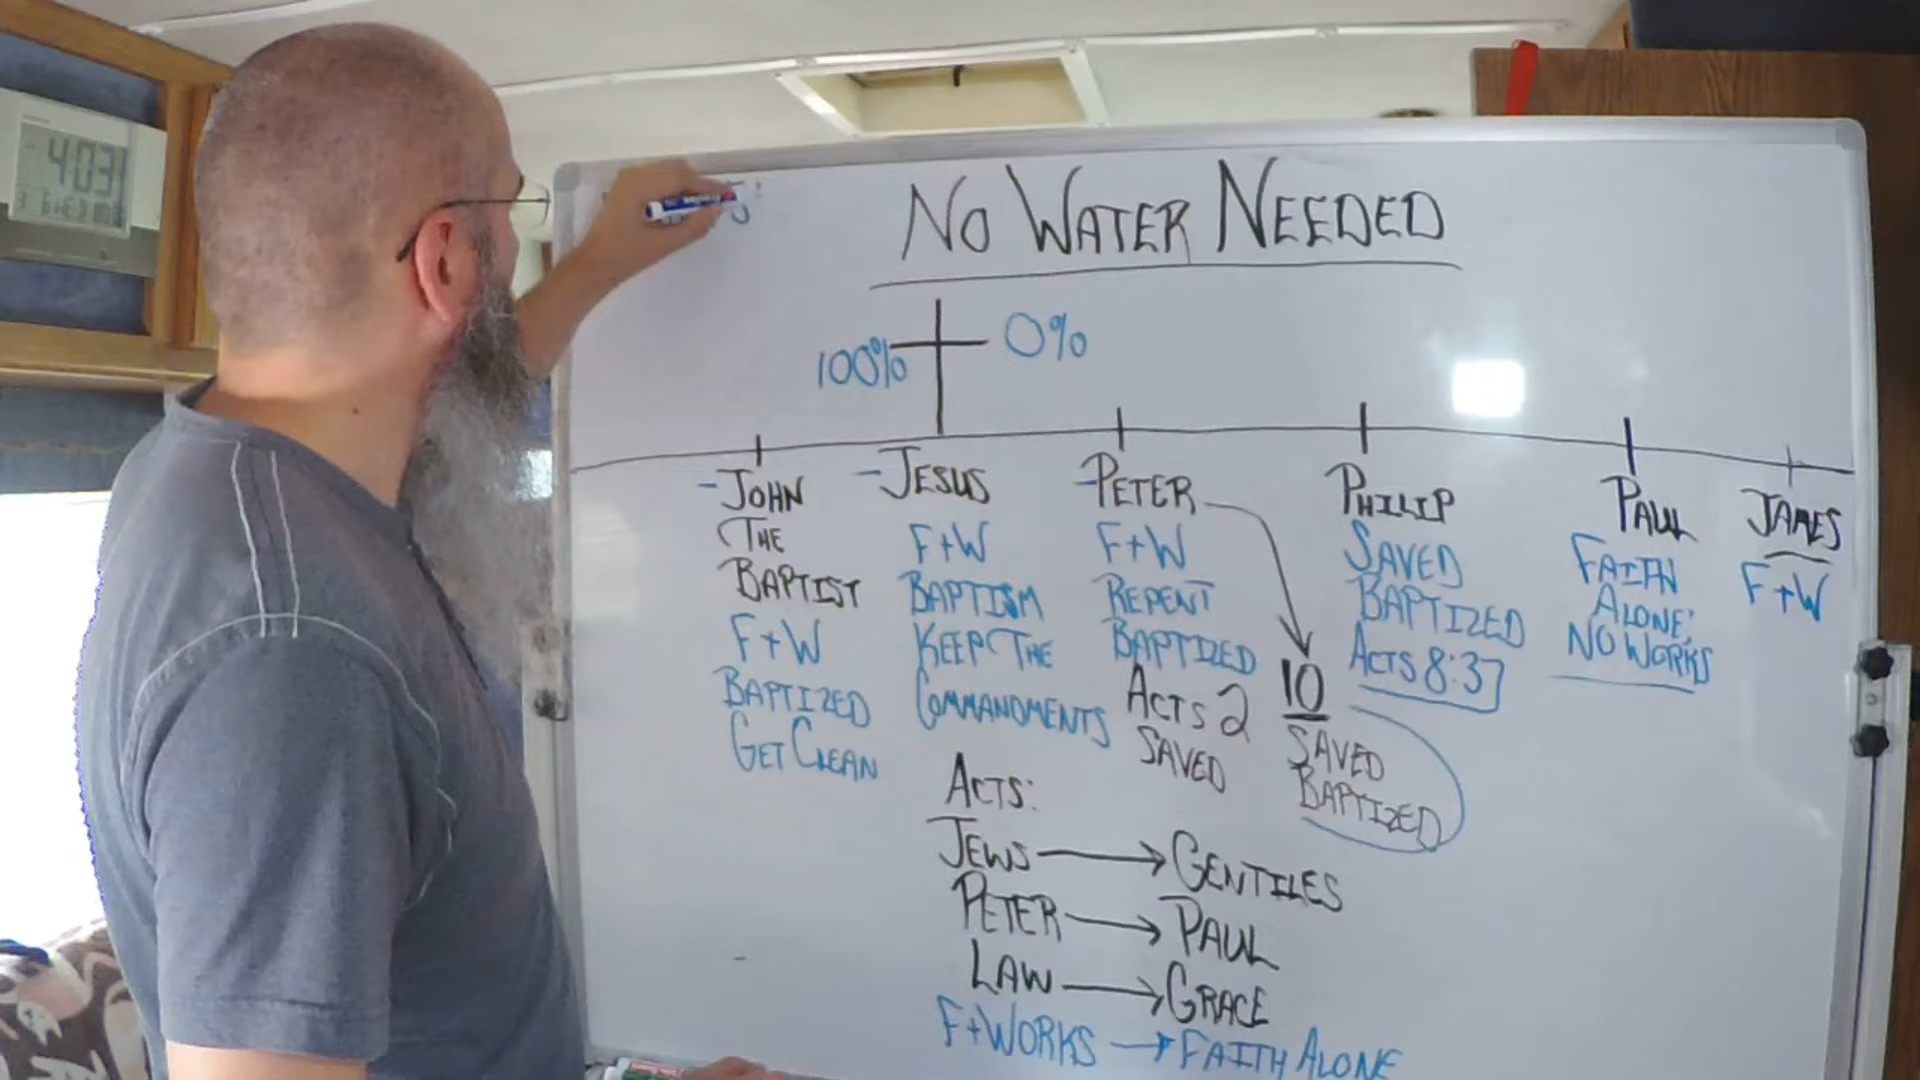 4:03
NO WATER NEEDED
100% 0%
-JOHN
THE
BAPTIST
F+W
BAPTIZED
GET CLEAN
-JESUS
F+W
BAPTISM
KEEP THE
COMMANDMENTS
-PETER
F+W
REPENT
BAPTIZED
ACTS 2
SAVED
10
SAVED
BAPTIZED
PHILIP
SAVED
BAPTIZED
ACTS 8:37
PAUL
FAITH
ALONE;
NO WORKS
JAMES
F+W
ACTS:
JEWS → GENTILES
PETER → PAUL
LAW → GRACE
F+WORKS → FAITH ALONE